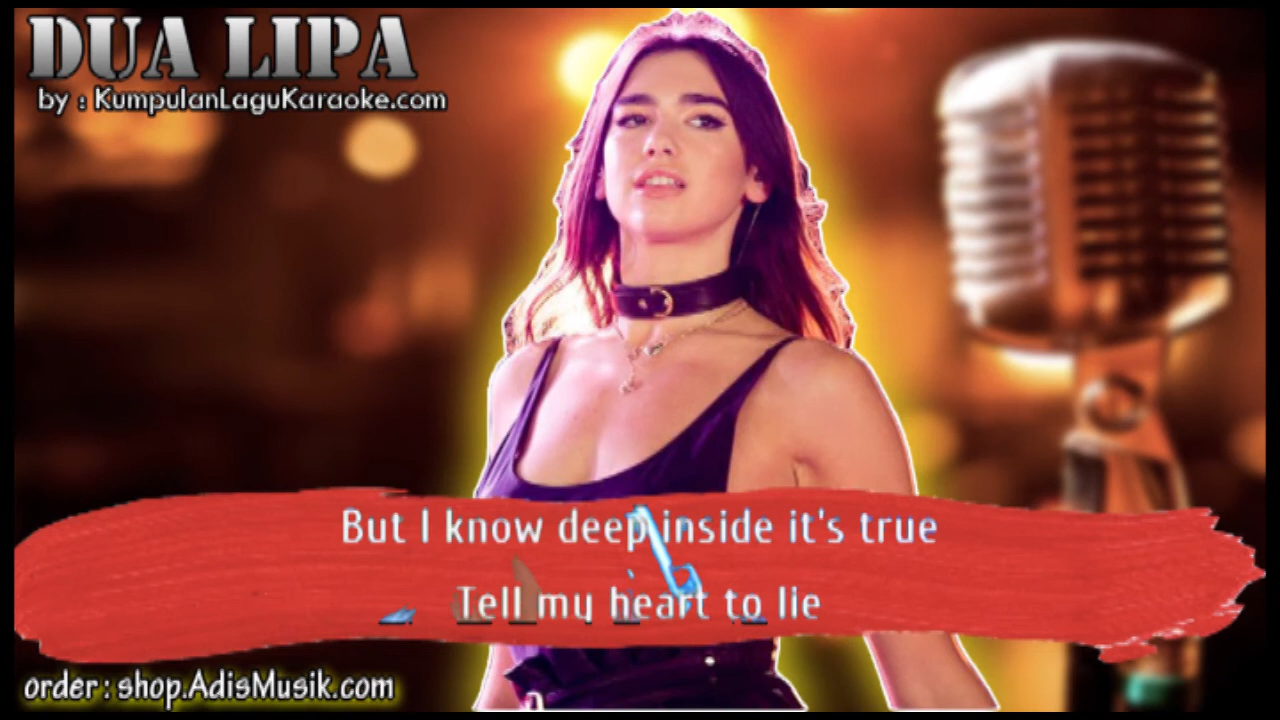 DUA LIPA
by : KumpulanLaguKaraoke.com
But I know deep inside it's true
Tell my heart to lie
order : shop.AdisMusik.com